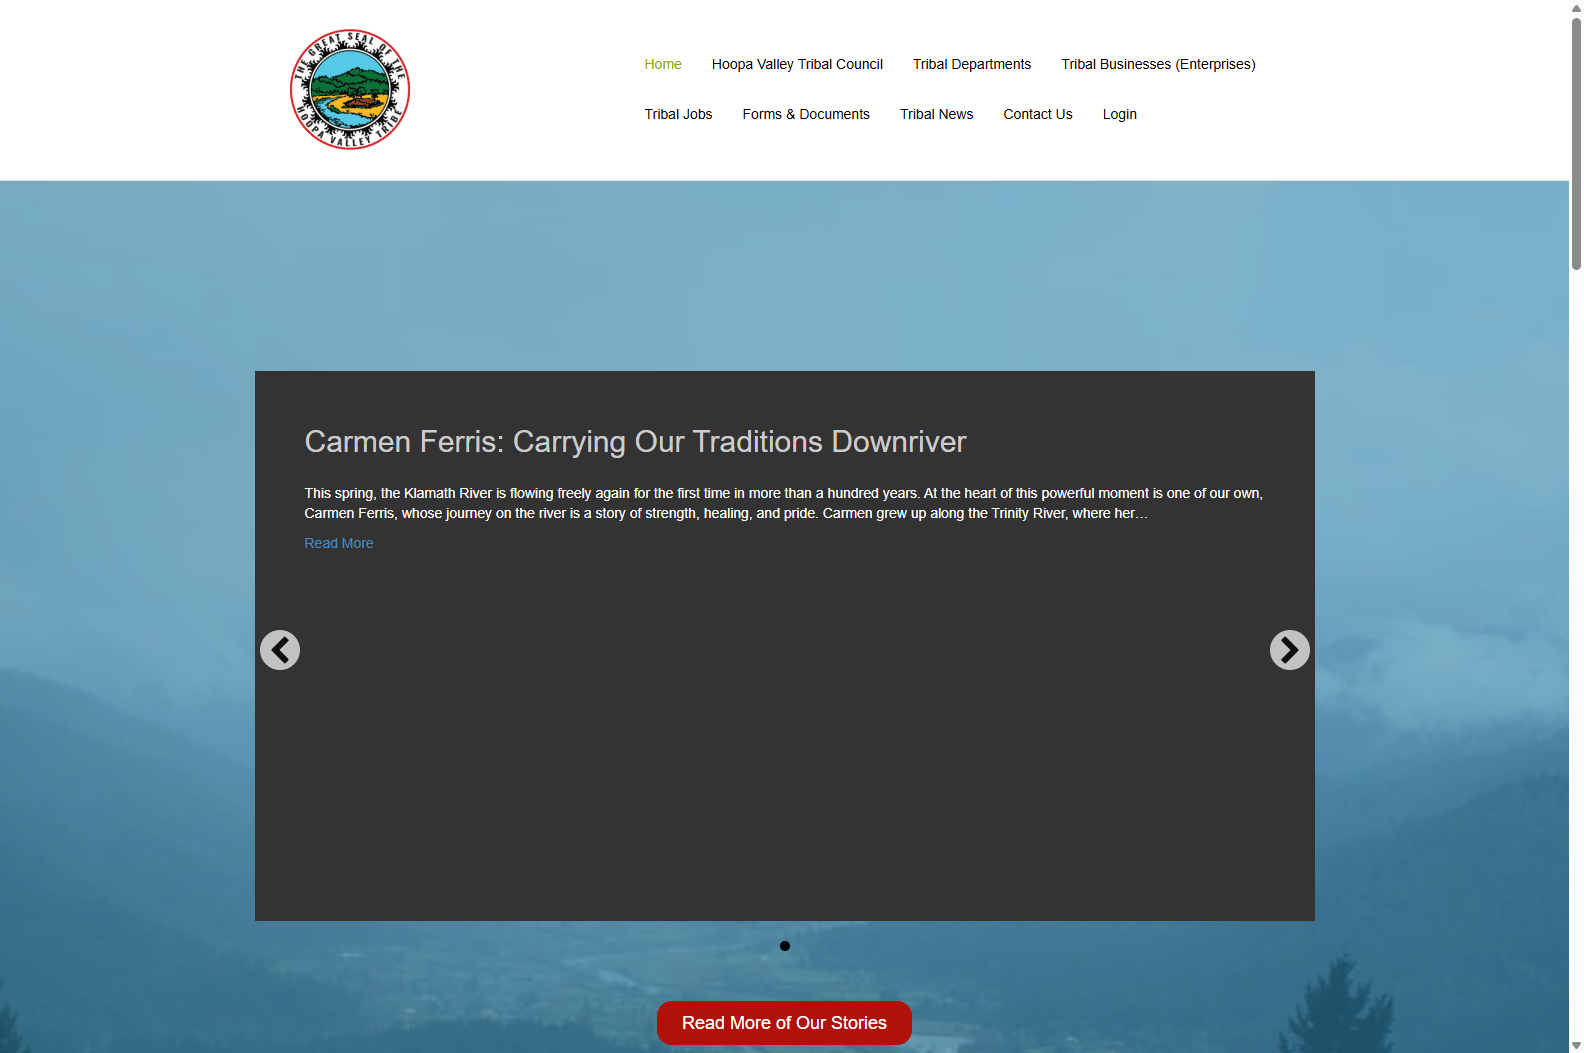 THE GREAT SEAL OF THE
HOOPA VALLEY TRIBE
Home Hoopa Valley Tribal Council Tribal Departments Tribal Businesses (Enterprises)
Tribal Jobs Forms & Documents Tribal News Contact Us Login
Carmen Ferris: Carrying Our Traditions Downriver
This spring, the Klamath River is flowing freely again for the first time in more than a hundred years. At the heart of this powerful moment is one of our own,
Carmen Ferris, whose journey on the river is a story of strength, healing, and pride. Carmen grew up along the Trinity River, where her…
Read More
Read More of Our Stories